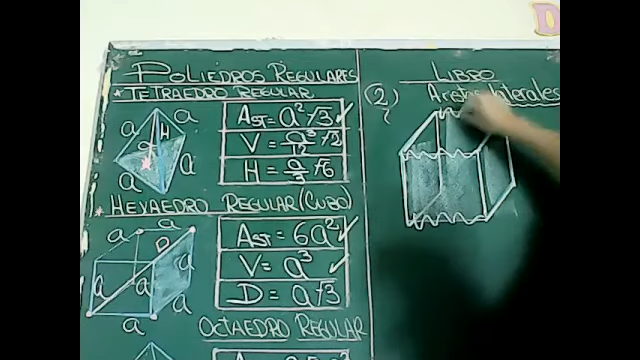 POLIEDROS REGULARES
* TETRAEDRO REGULAR
a
H
a
a
a
a
AST = a²√3
V = a³/12 √2
H = a/3 √6
* HEXAEDRO REGULAR (CUBO)
a
a
D
a
a
a
a
a
AST = 6a²
V = a³
D = a√3
OCTAEDRO REGULAR
LIBRO
2)
Aristas laterales
D